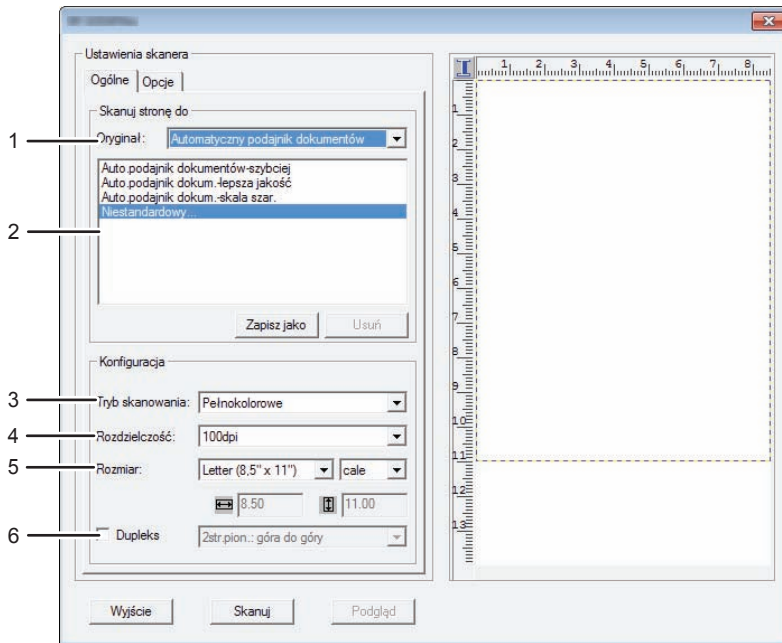 Ustawienia skanera
Ogólne Opcje
Skanuj stronę do
1 Oryginał: Automatyczny podajnik dokumentów
Auto.podajnik dokumentów-szybciej
Auto.podajnik dokum.-lepsza jakość
Auto.podajnik dokum.-skala szar.
2 Niestandardowy...
Zapisz jako Usuń
Konfiguracja
3 Tryb skanowania: Pełnokolorowe
4 Rozdzielczość: 100dpi
5 Rozmiar: Letter (8,5" x 11") cale
8.50 11.00
6 Dupleks 2str.pion.: góra do góry
Wyjście Skanuj Podgląd
1 2 3 4 5 6 7 8
1
2
3
4
5
6
7
8
9
10
11
12
13